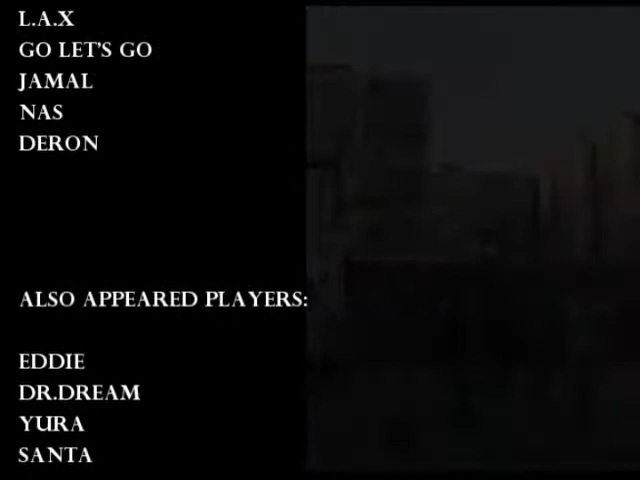 L.A.X
GO LET'S GO
JAMAL
NAS
DERON
ALSO APPEARED PLAYERS:
EDDIE
DR.DREAM
YURA
SANTA